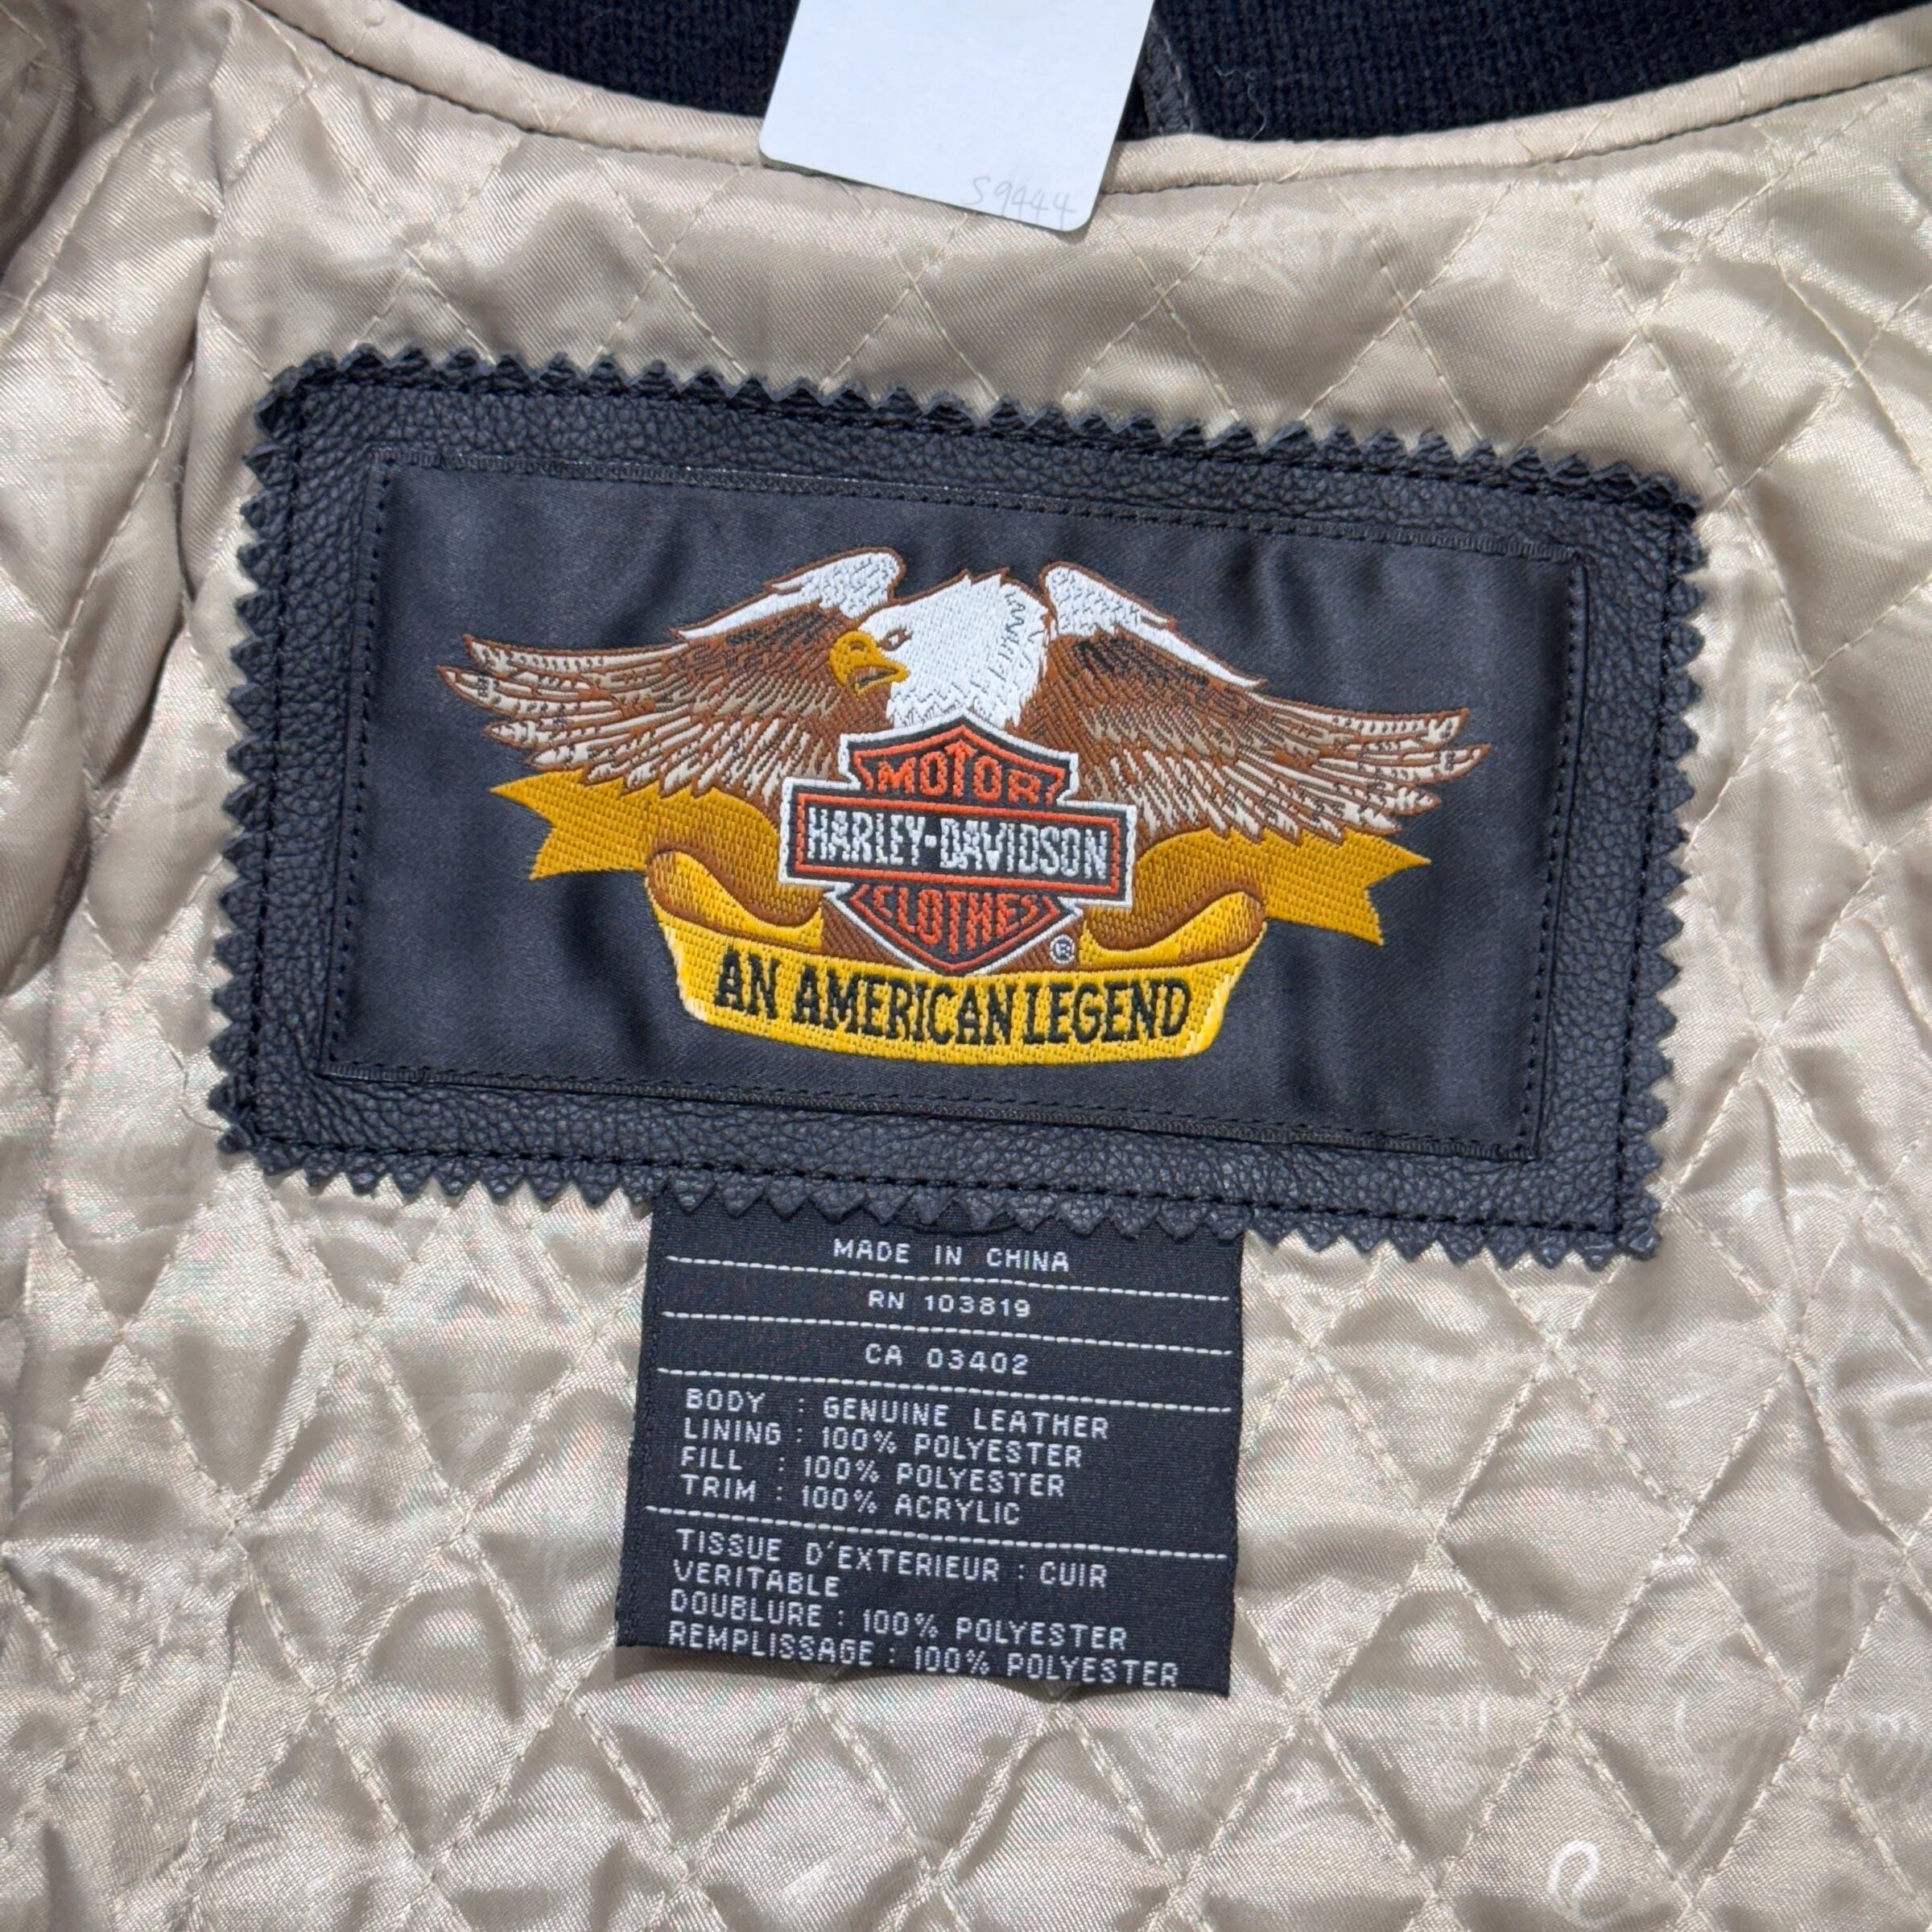 S9444
MOTOR
HARLEY-DAVIDSON
CLOTHES
®
AN AMERICAN LEGEND
MADE IN CHINA
RN 103819
CA 03402
BODY : GENUINE LEATHER
LINING : 100% POLYESTER
FILL : 100% POLYESTER
TRIM : 100% ACRYLIC
TISSUE D'EXTERIEUR : CUIR
VERITABLE
DOUBLURE : 100% POLYESTER
REMPLISSAGE : 100% POLYESTER